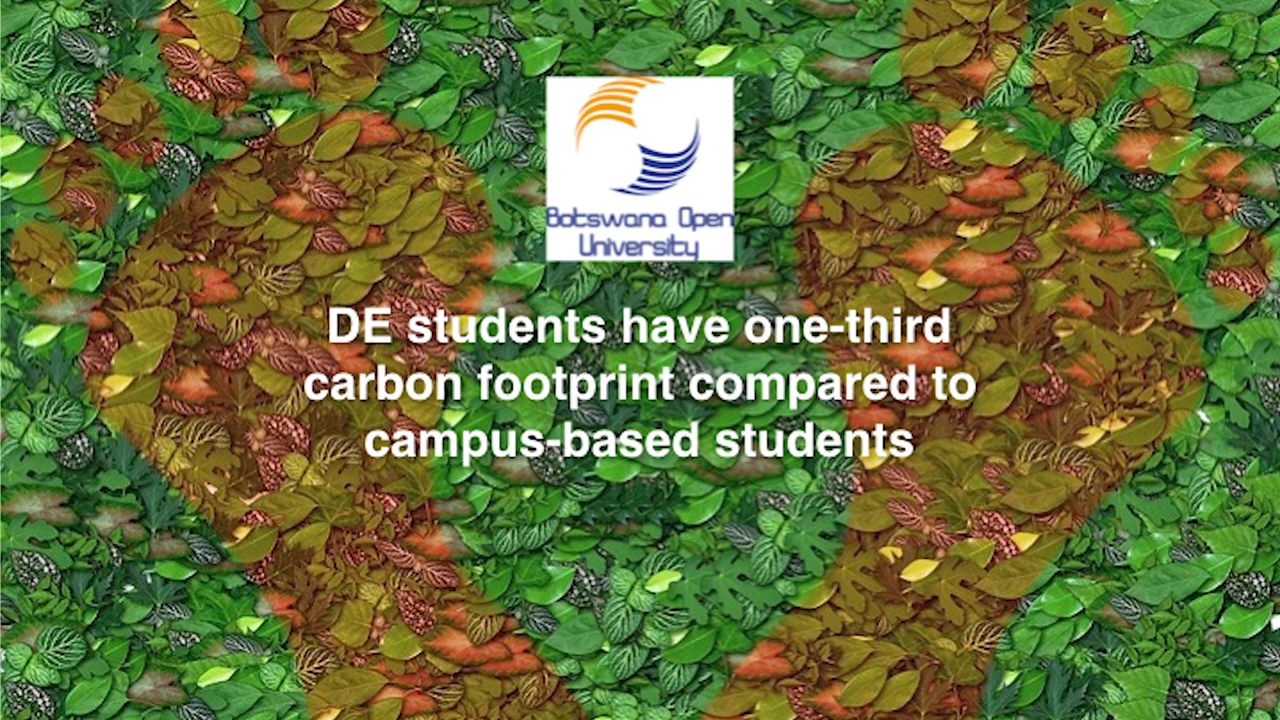 Botswana Open
University
DE students have one-third
carbon footprint compared to
campus-based students